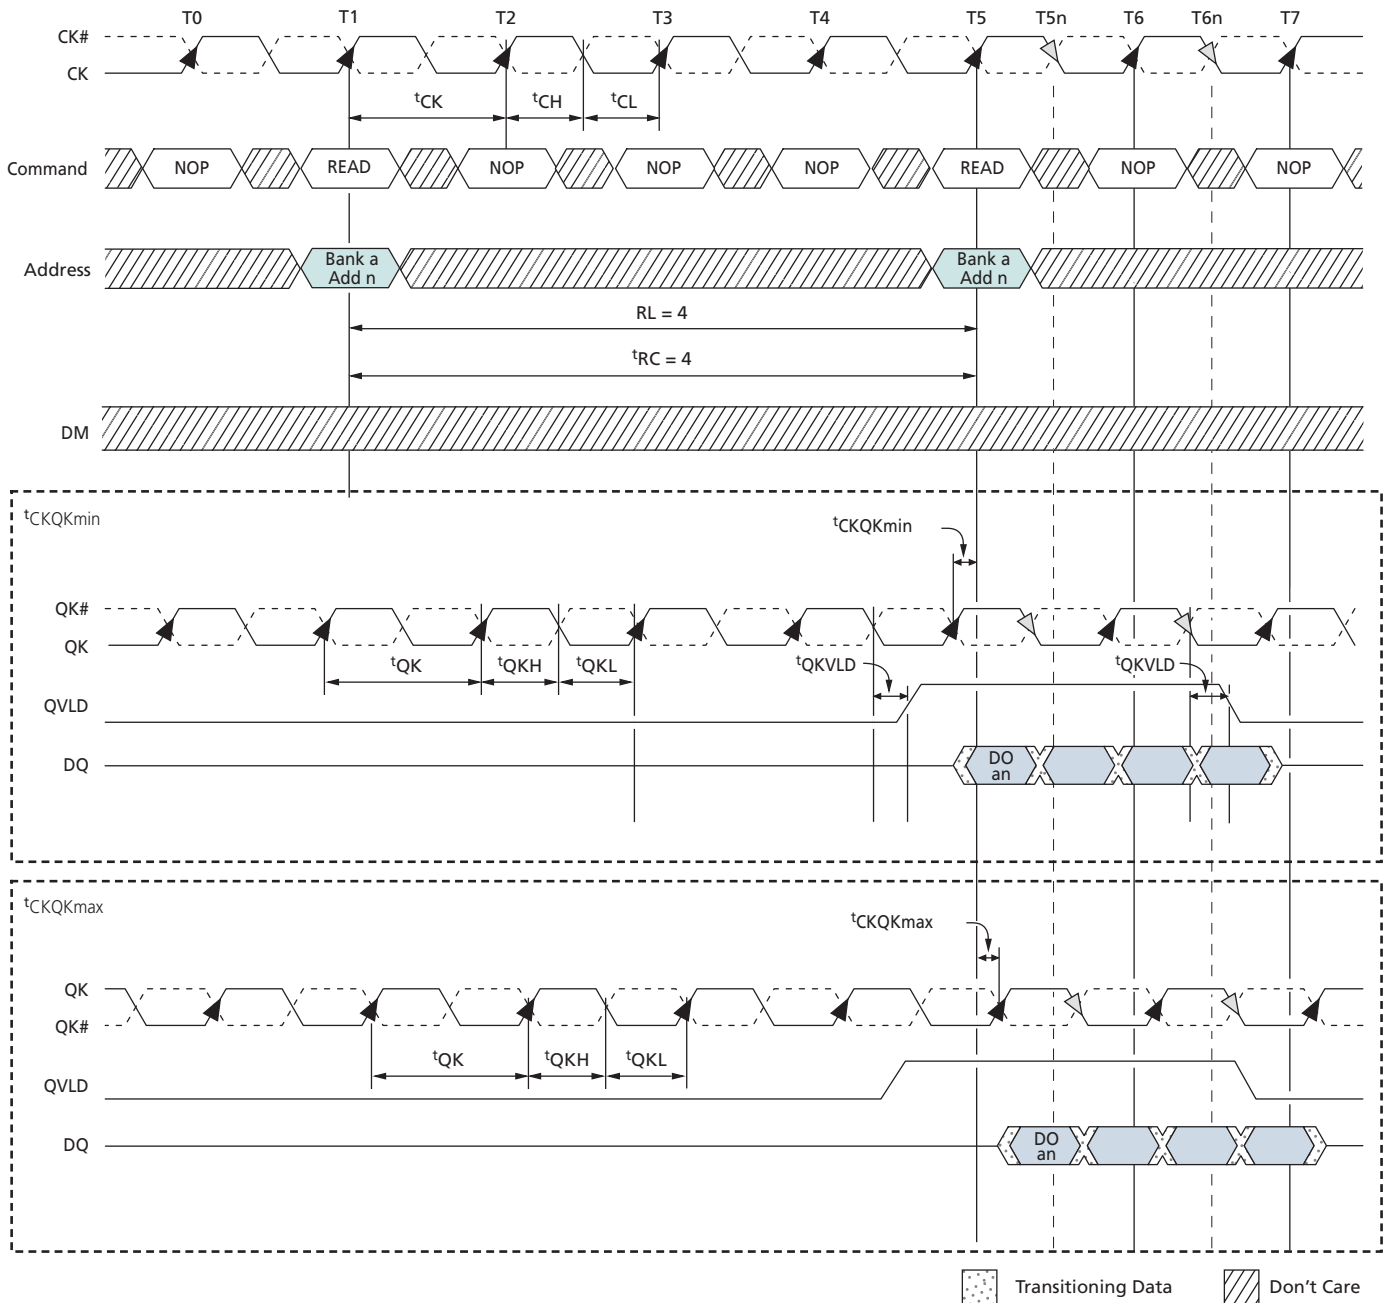 T0 T1 T2 T3 T4 T5 T5n T6 T6n T7
CK#
CK
tCK tCH tCL
Command NOP READ NOP NOP NOP READ NOP NOP
Address Bank a Bank a
Add n Add n
RL = 4
tRC = 4
DM
tCKQKmin
tCKQKmin
QK#
QK
tQK tQKH tQKL tQKVLD tQKVLD
QVLD
DQ DO
an
tCKQKmax
tCKQKmax
QK
QK#
tQK tQKH tQKL
QVLD
DQ DO
an
Transitioning Data Don't Care